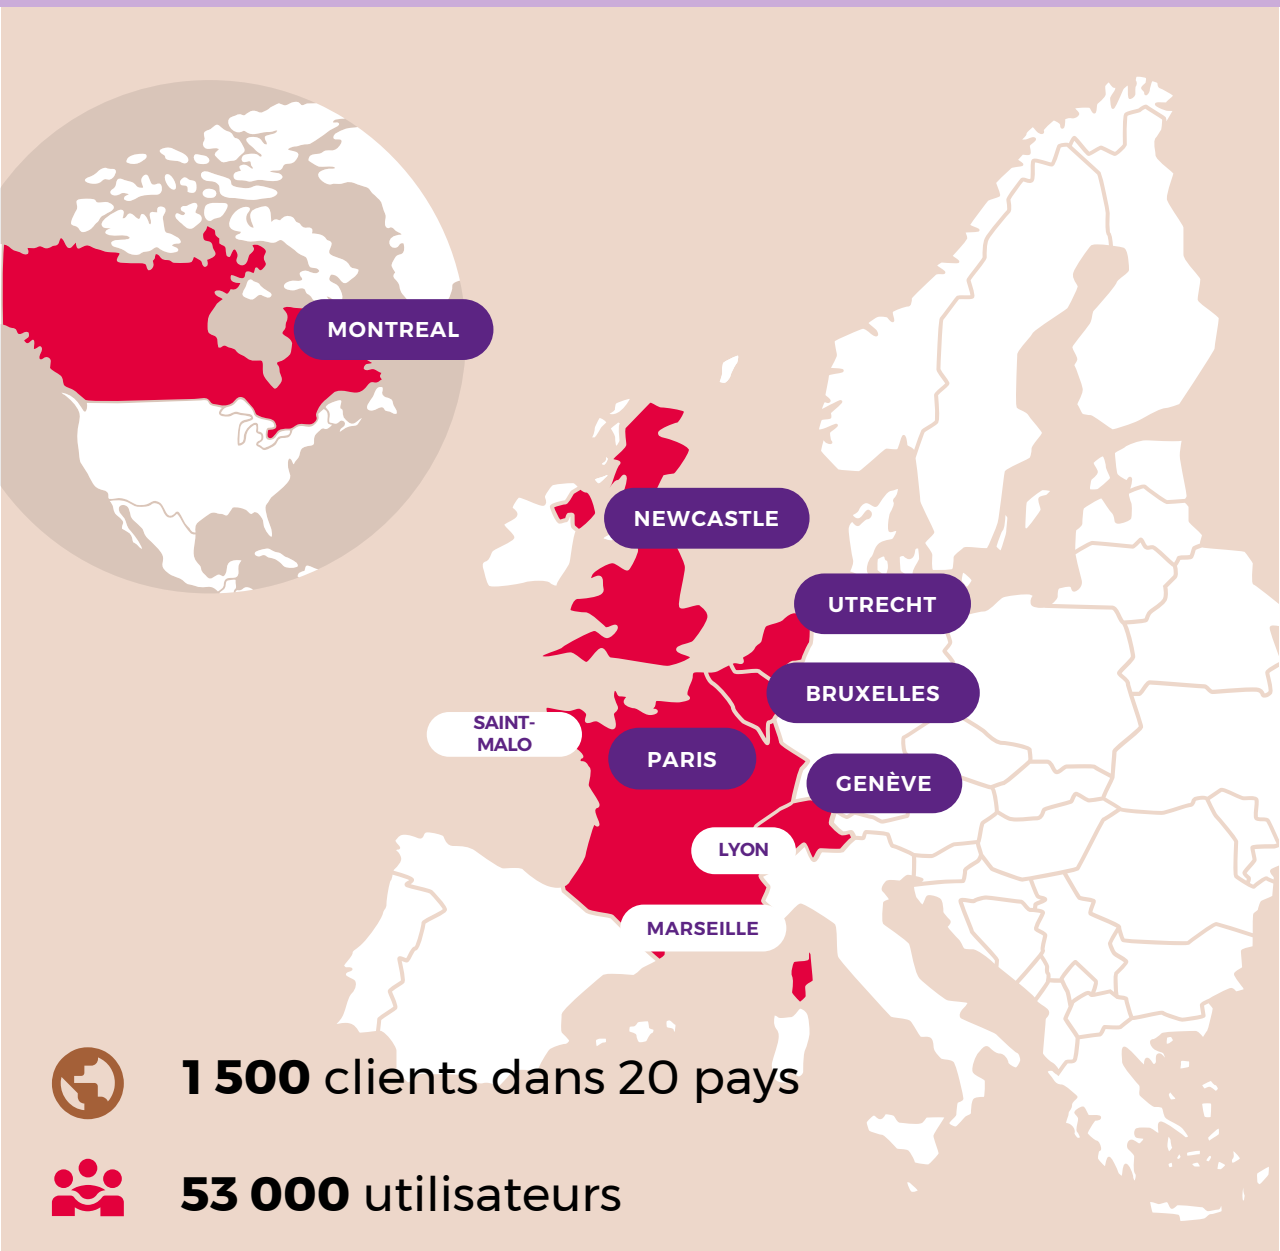 MONTREAL
NEWCASTLE
UTRECHT
BRUXELLES
SAINT-
MALO
PARIS
GENÈVE
LYON
MARSEILLE
1 500 clients dans 20 pays
53 000 utilisateurs